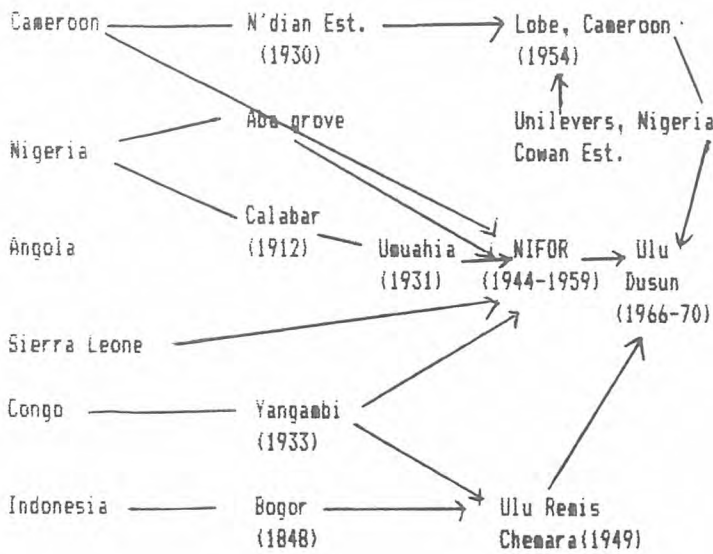 Cameroon N'dian Est. Lobe, Cameroon
(1930) (1954)
Aba grove Unilevers, Nigeria
Nigeria Cowan Est.
Calabar
Angola (1912) Umuahia NIFOR Ulu
(1931) (1944-1959) Dusun
(1966-70)
Sierra Leone
Congo Yangambi
(1933)
Indonesia Bogor Ulu Remis
(1848) Chemara(1949)